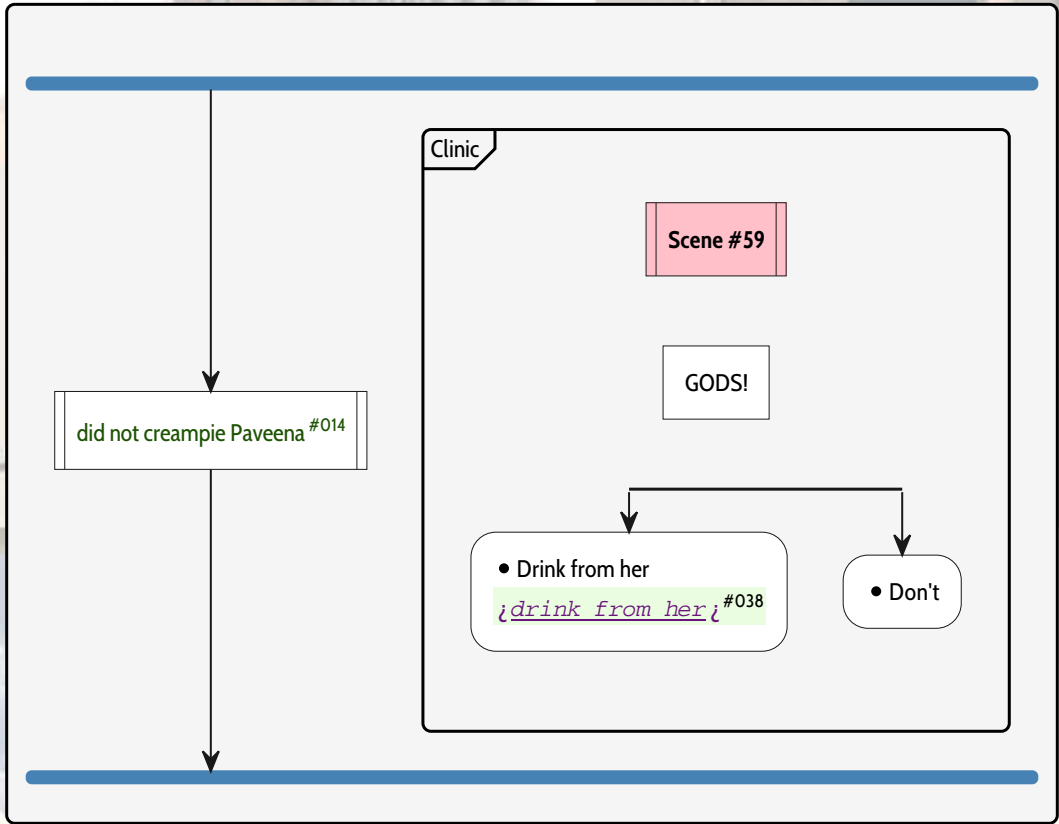 Clinic
Scene #59
GODS!
did not creampie Paveena #014
• Drink from her
¿drink from her¿ #038
• Don't